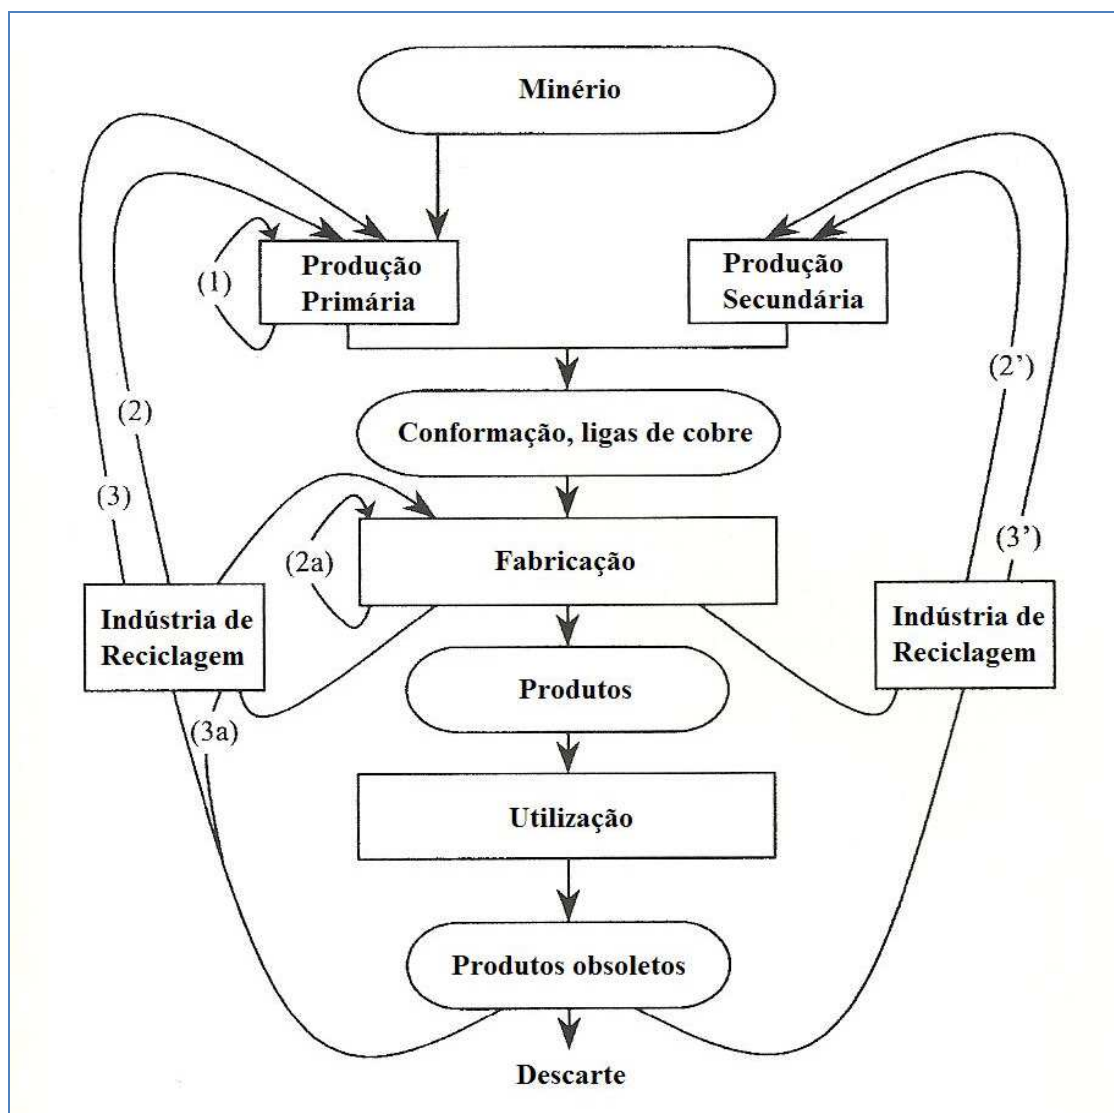 Minério
Produção
Primária
Produção
Secundária
(1)
(2)
(2’)
Conformação, ligas de cobre
(3)
(3’)
(2a)
Fabricação
Indústria de
Reciclagem
Indústria de
Reciclagem
Produtos
(3a)
Utilização
Produtos obsoletos
Descarte